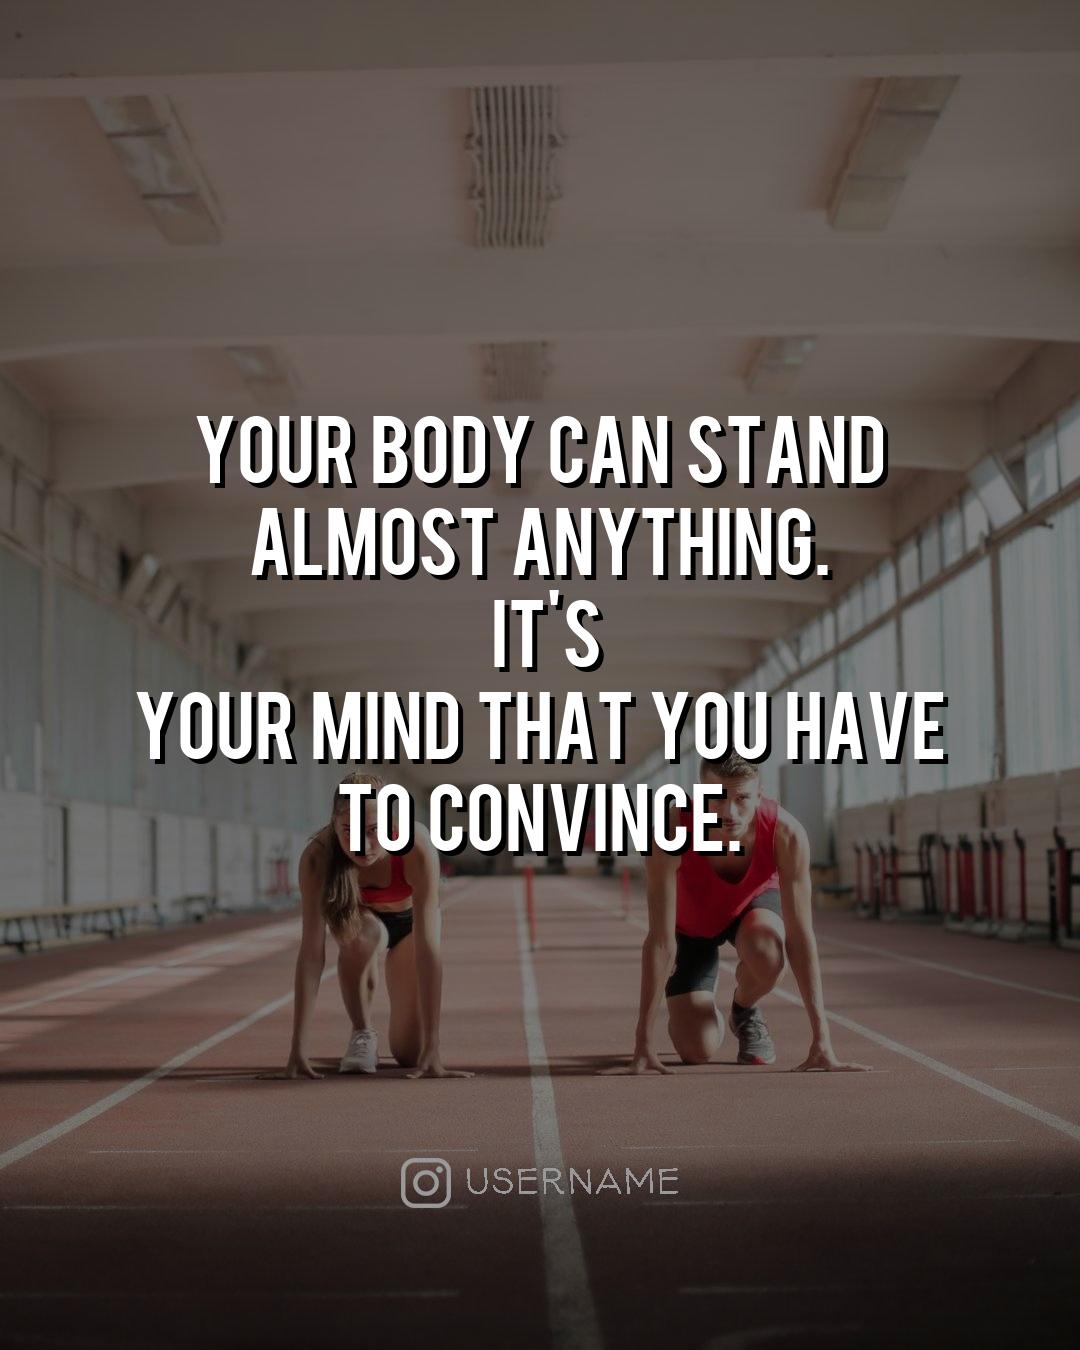 YOUR BODY CAN STAND
ALMOST ANYTHING.
IT'S
YOUR MIND THAT YOU HAVE
TO CONVINCE.
USERNAME